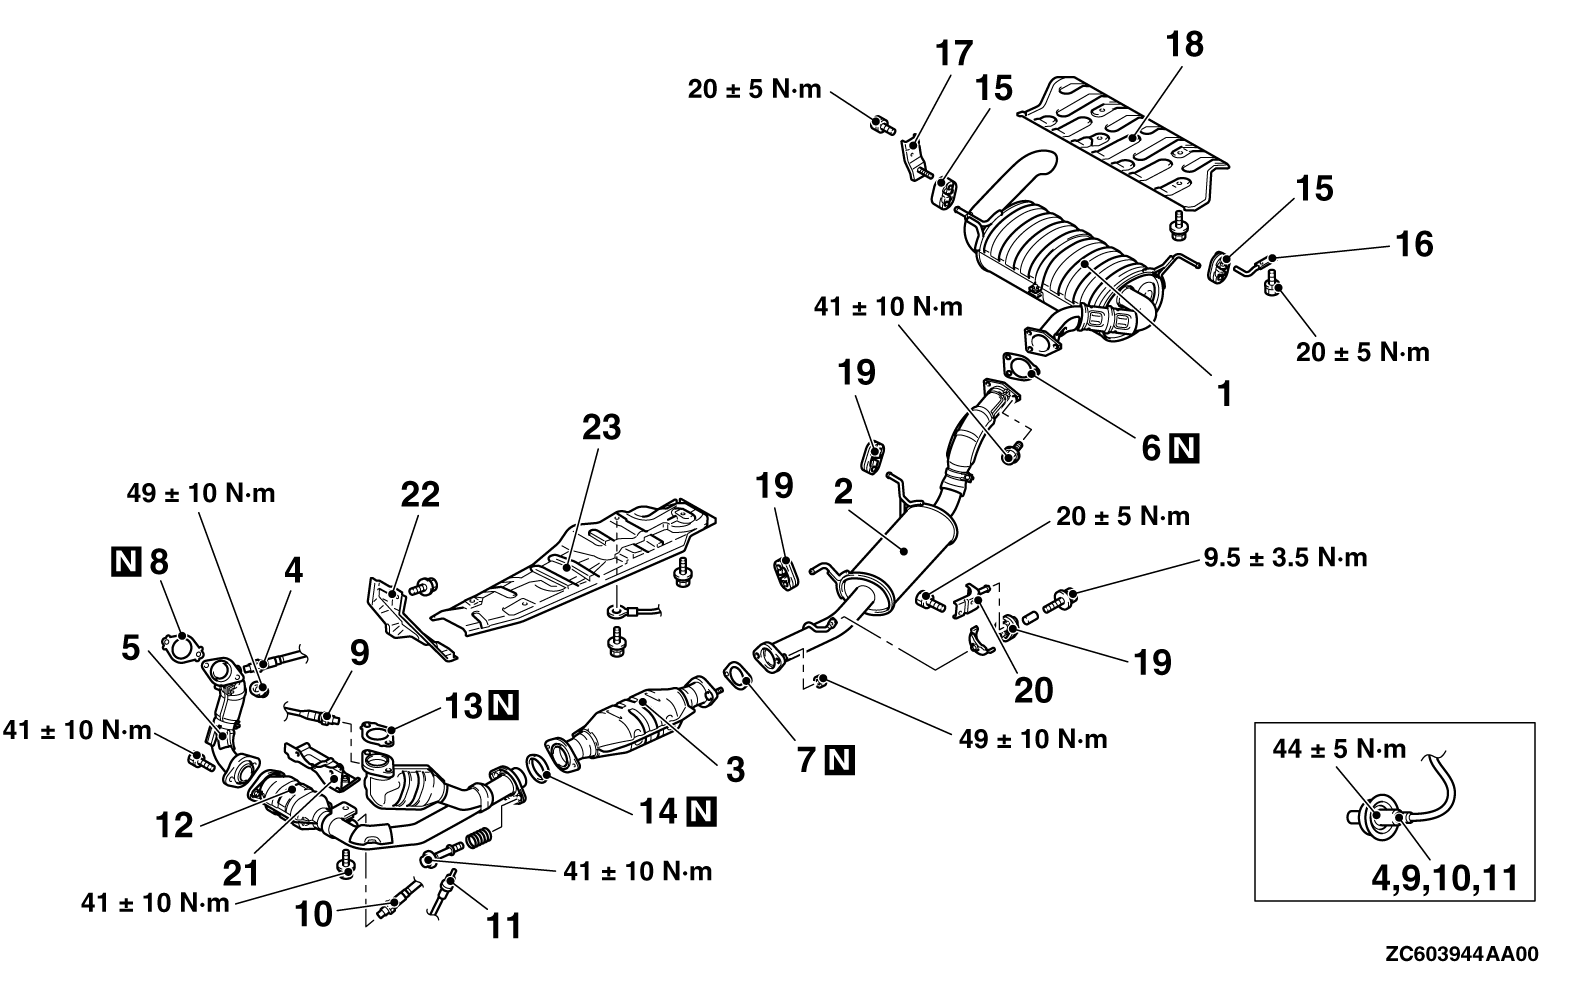 18
17
20 ± 5 N·m
15
15
16
41 ± 10 N·m
20 ± 5 N·m
19
1
23
6 N
22
49 ± 10 N·m
19
2
20 ± 5 N·m
9.5 ± 3.5 N·m
N 8
4
5
9
19
20
13 N
41 ± 10 N·m
49 ± 10 N·m
7 N
3
44 ± 5 N·m
14 N
12
21
41 ± 10 N·m
4,9,10,11
41 ± 10 N·m
10
11
ZC603944AA00